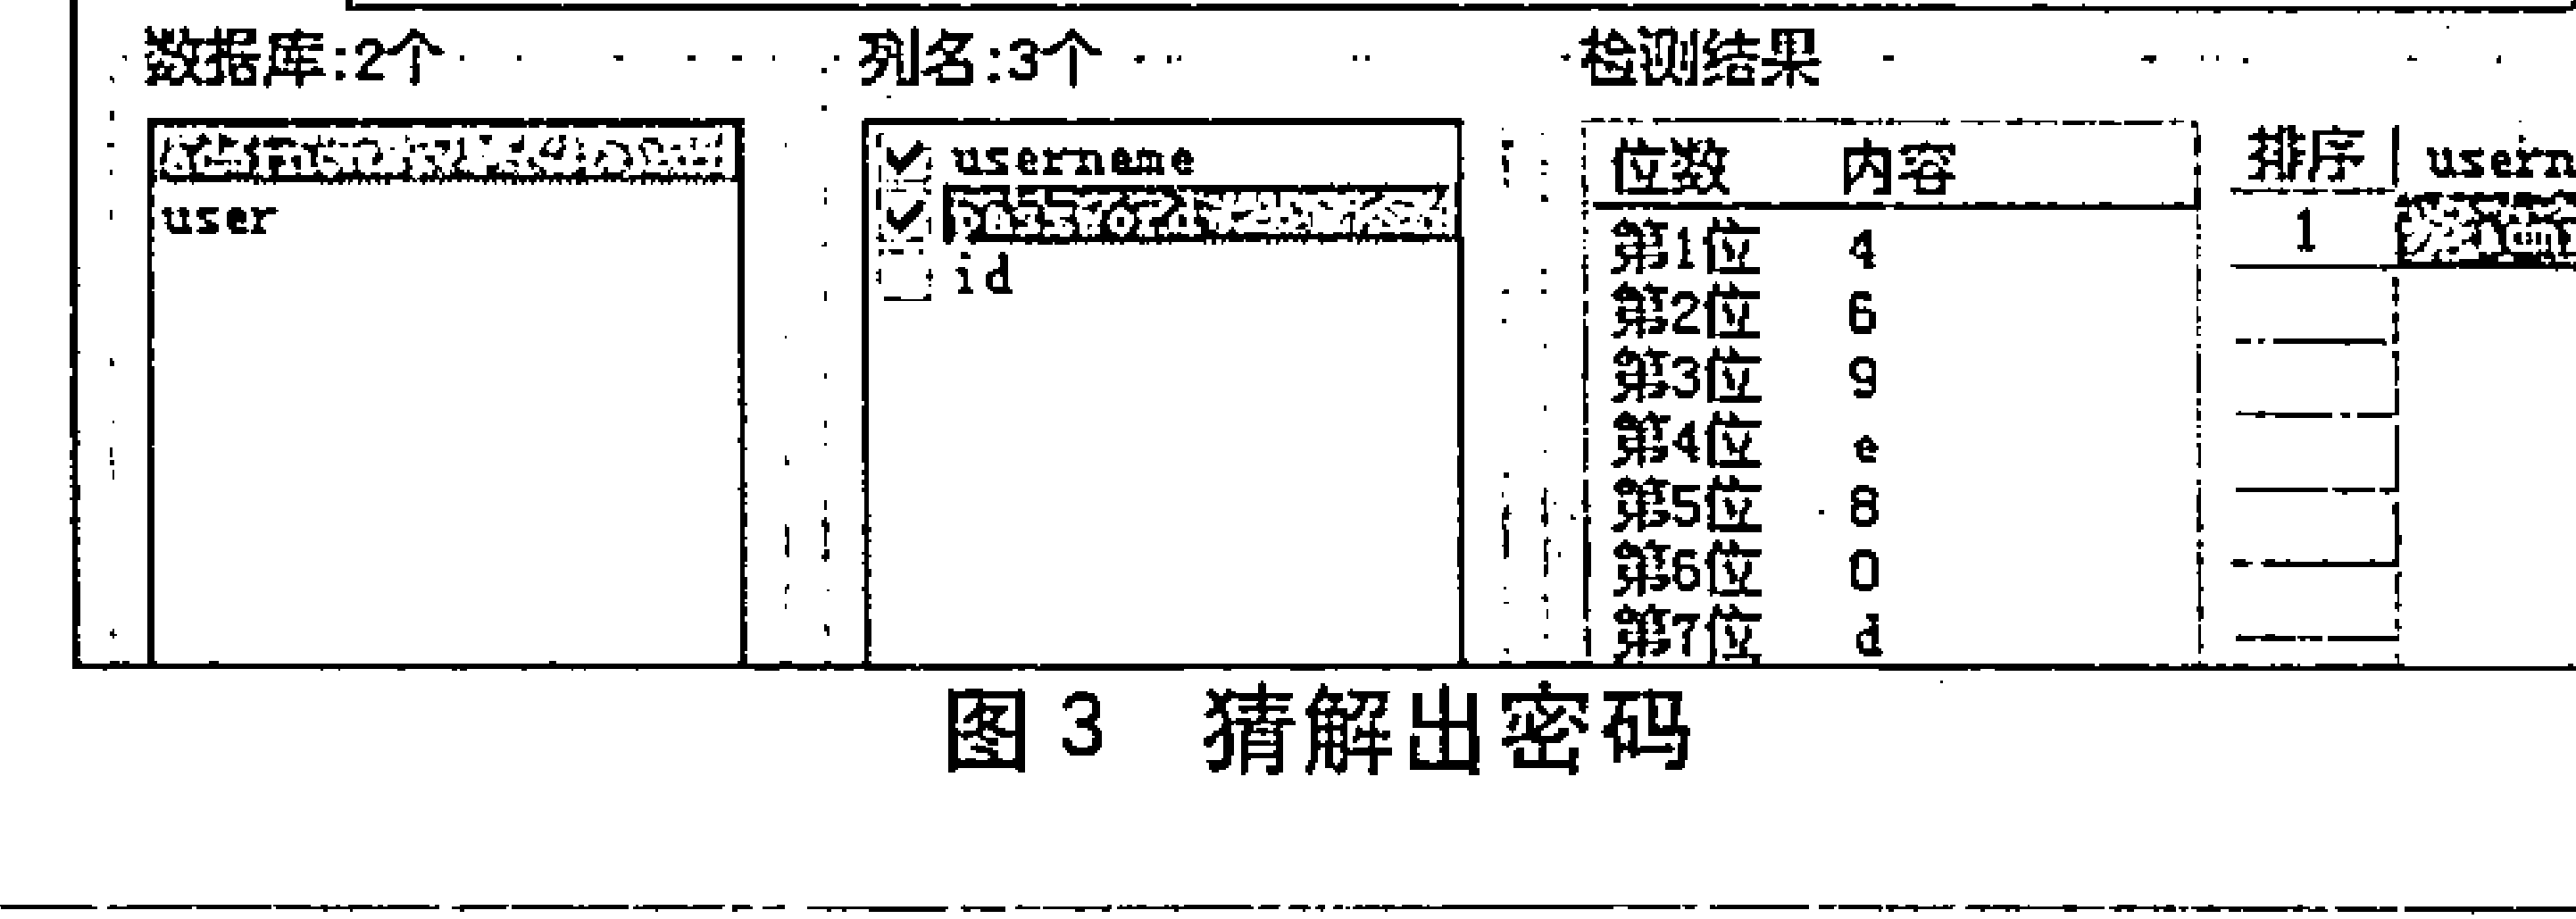 数据库:2个
列名:3个
检测结果
user
username
password
id
位数 内容
第1位 4
第2位 6
第3位 9
第4位 e
第5位 8
第6位 0
第7位 d
排序 usern
1
图3 猜解出密码